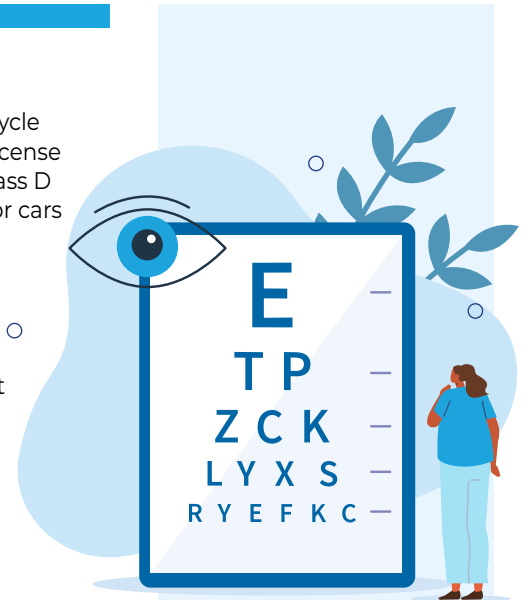 ycle
cense
ass D
or cars
t
E
T P
Z C K
L Y X S
R Y E F K C